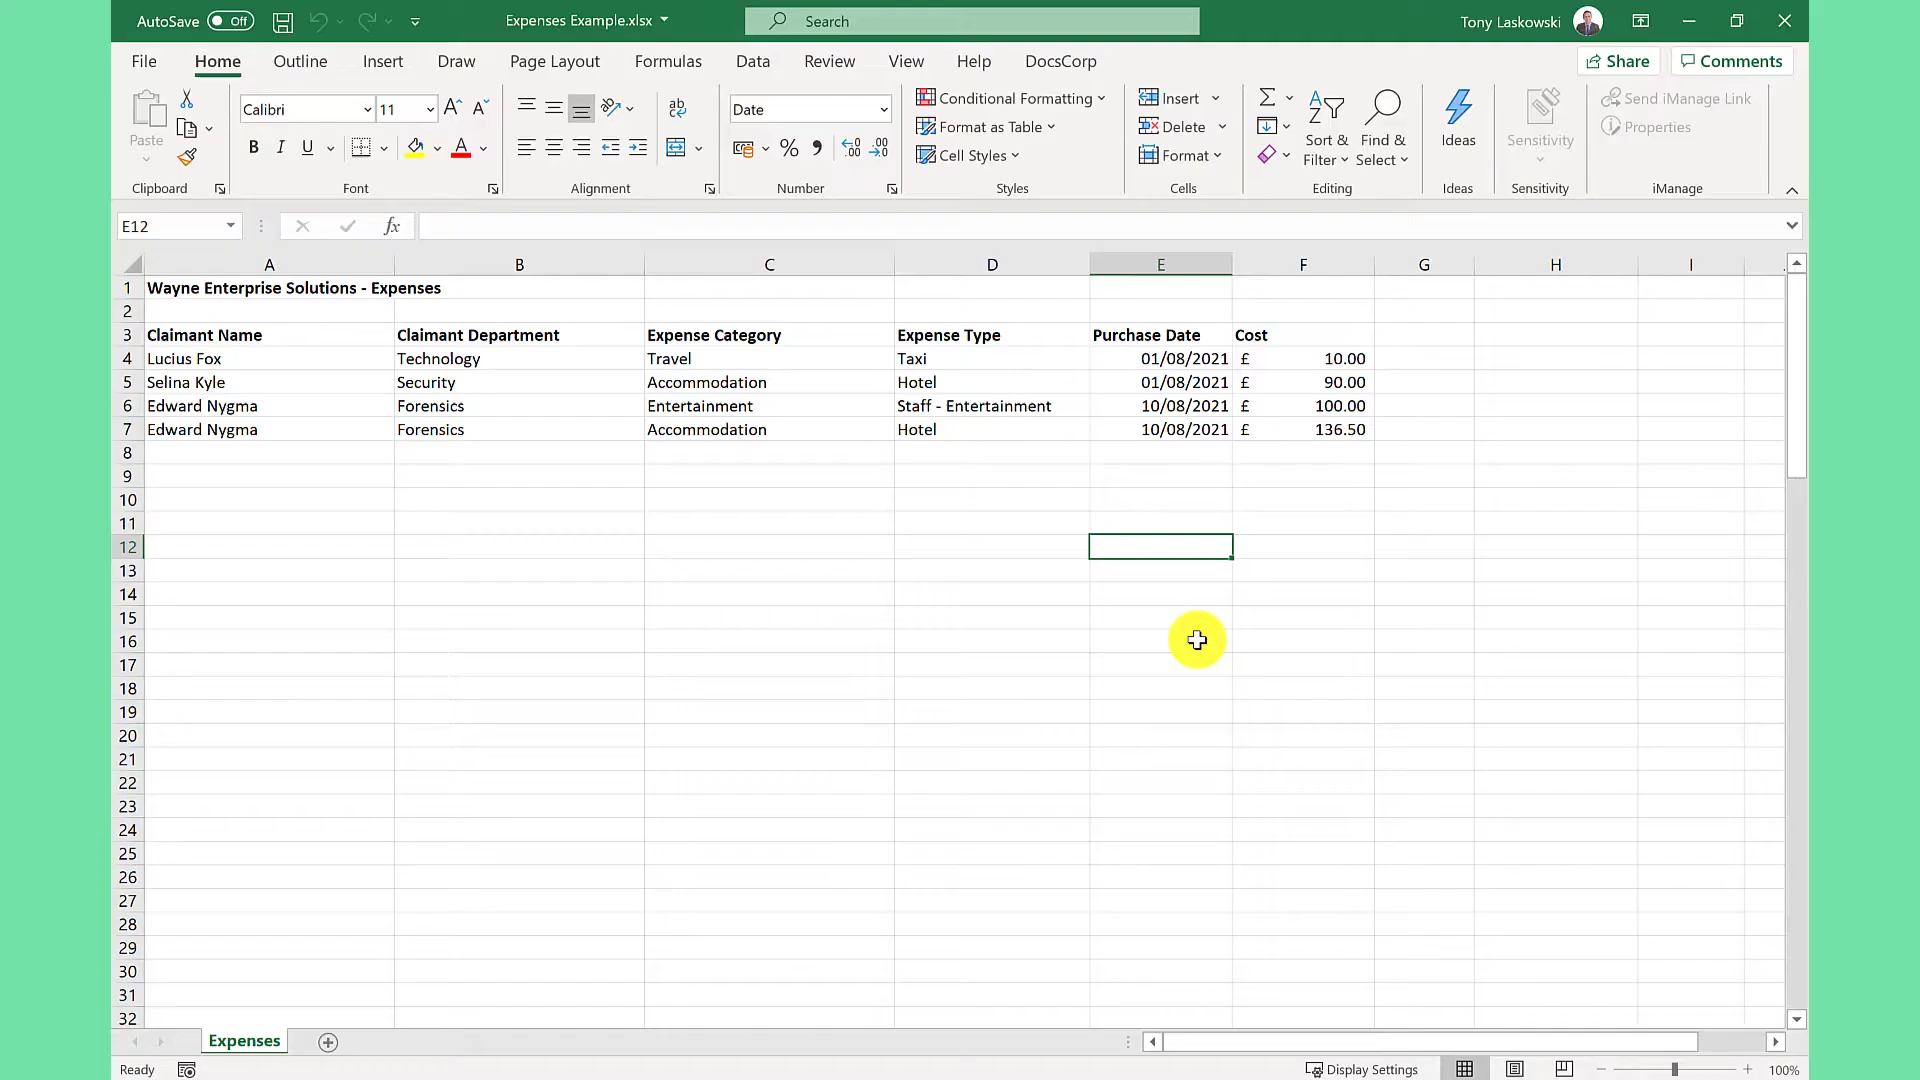 AutoSave Off Expenses Example.xlsx Search Tony Laskowski
File Home Outline Insert Draw Page Layout Formulas Data Review View Help DocsCorp Share Comments
Paste Calibri 11 Date Conditional Formatting Insert Send iManage Link
Format as Table Delete Properties
B I U % Cell Styles Format Sort & Filter Find & Select Ideas Sensitivity
Clipboard Font Alignment Number Styles Cells Editing Ideas Sensitivity iManage
E12 fx
A B C D E F G H I
1 Wayne Enterprise Solutions - Expenses
2
3 Claimant Name Claimant Department Expense Category Expense Type Purchase Date Cost
4 Lucius Fox Technology Travel Taxi 01/08/2021 £ 10.00
5 Selina Kyle Security Accommodation Hotel 01/08/2021 £ 90.00
6 Edward Nygma Forensics Entertainment Staff - Entertainment 10/08/2021 £ 100.00
7 Edward Nygma Forensics Accommodation Hotel 10/08/2021 £ 136.50
8
9
10
11
12
13
14
15
16
17
18
19
20
21
22
23
24
25
26
27
28
29
30
31
32
Expenses
Ready Display Settings 100%